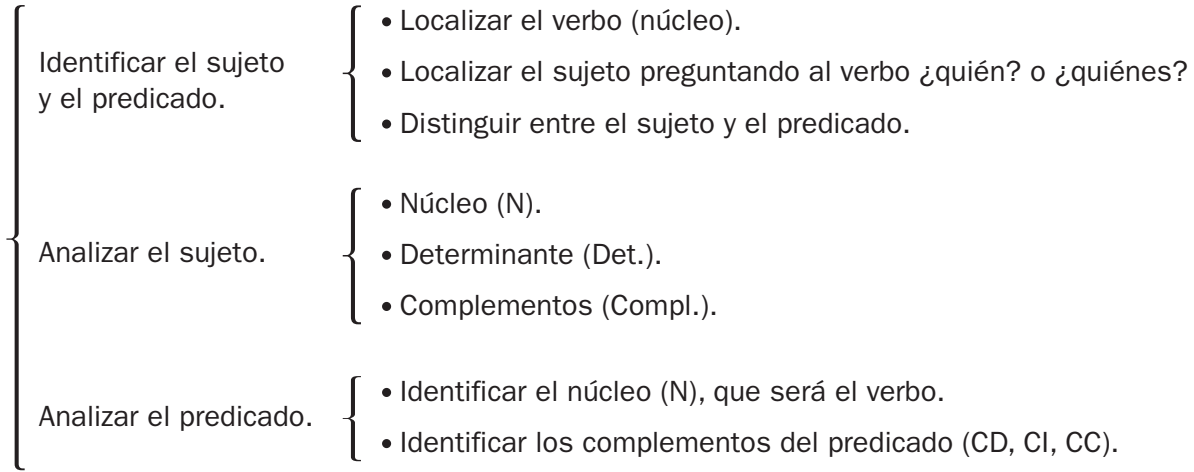 Identificar el sujeto
y el predicado.
• Localizar el verbo (núcleo).
• Localizar el sujeto preguntando al verbo ¿quién? o ¿quiénes?
• Distinguir entre el sujeto y el predicado.
Analizar el sujeto.
• Núcleo (N).
• Determinante (Det.).
• Complementos (Compl.).
Analizar el predicado.
• Identificar el núcleo (N), que será el verbo.
• Identificar los complementos del predicado (CD, CI, CC).